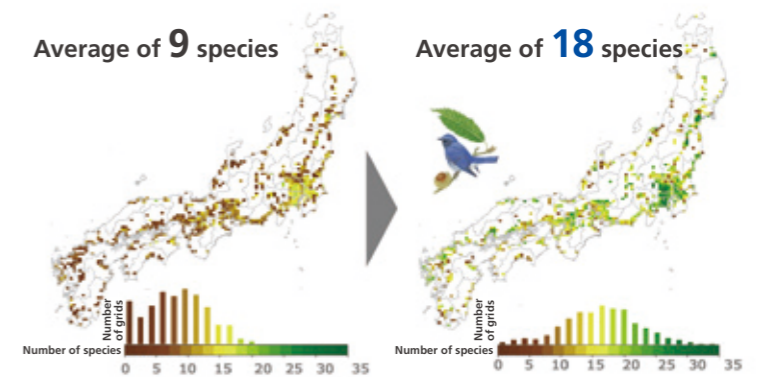 Average of 9 species
Number
of grids
Number of species
0 5 10 15 20 25 30 35
Average of 18 species
Number
of grids
Number of species
0 5 10 15 20 25 30 35